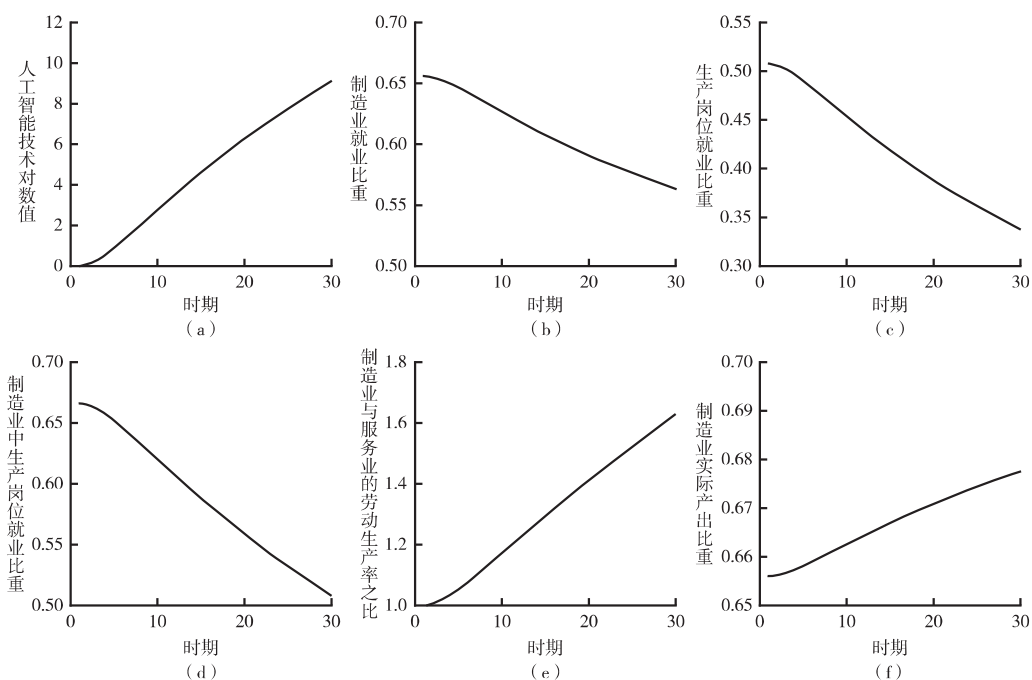 人工智能技术对数值
12
10
8
6
4
2
0
0 10 20 30
时期
（a）
制造业就业比重
0.70
0.65
0.60
0.55
0.50
0 10 20 30
时期
（b）
生产岗位就业比重
0.55
0.50
0.45
0.40
0.35
0.30
0 10 20 30
时期
（c）
制造业中生产岗位就业比重
0.70
0.65
0.60
0.55
0.50
0 10 20 30
时期
（d）
制造业与服务业的劳动生产率之比
1.8
1.6
1.4
1.2
1.0
0 10 20 30
时期
（e）
制造业实际产出比重
0.70
0.69
0.68
0.67
0.66
0.65
0 10 20 30
时期
（f）